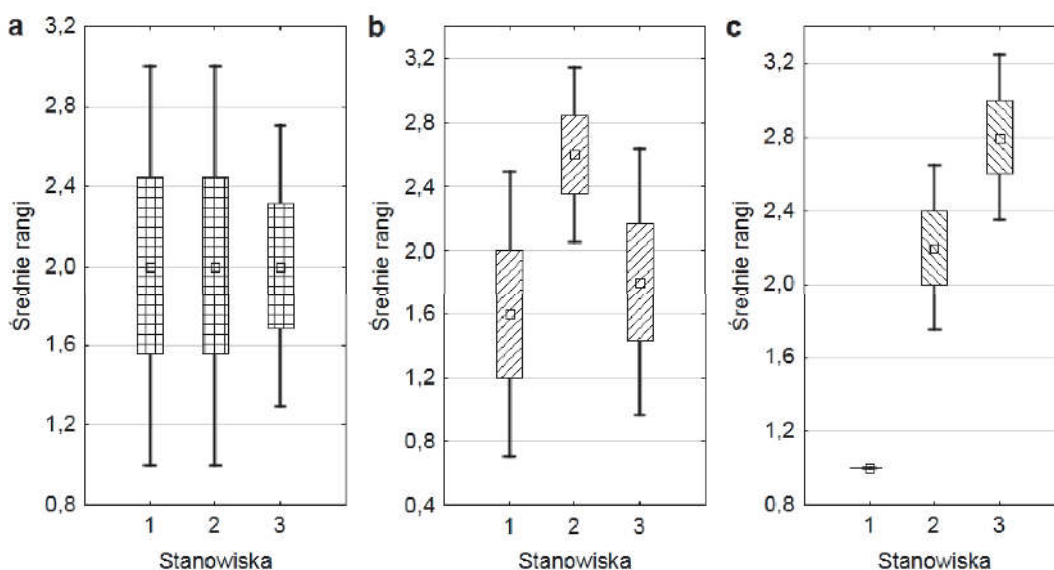 a
3,2
2,8
2,4
2,0
1,6
1,2
0,8
Średnie rangi
1 2 3
Stanowiska
b
3,2
2,8
2,4
2,0
1,6
1,2
0,8
0,4
Średnie rangi
1 2 3
Stanowiska
c
3,2
2,8
2,4
2,0
1,6
1,2
0,8
Średnie rangi
1 2 3
Stanowiska